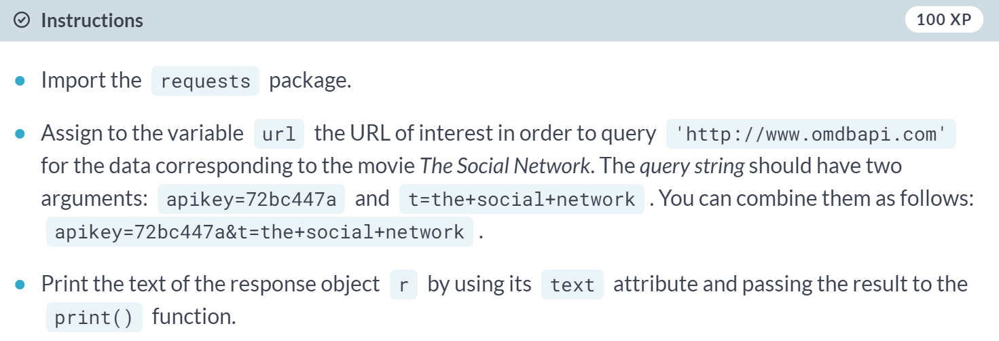 Instructions
100 XP
Import the requests package.
Assign to the variable url the URL of interest in order to query 'http://www.omdbapi.com'
for the data corresponding to the movie The Social Network. The query string should have two
arguments: apikey=72bc447a and t=the+social+network . You can combine them as follows:
apikey=72bc447a&t=the+social+network .
Print the text of the response object r by using its text attribute and passing the result to the
print() function.